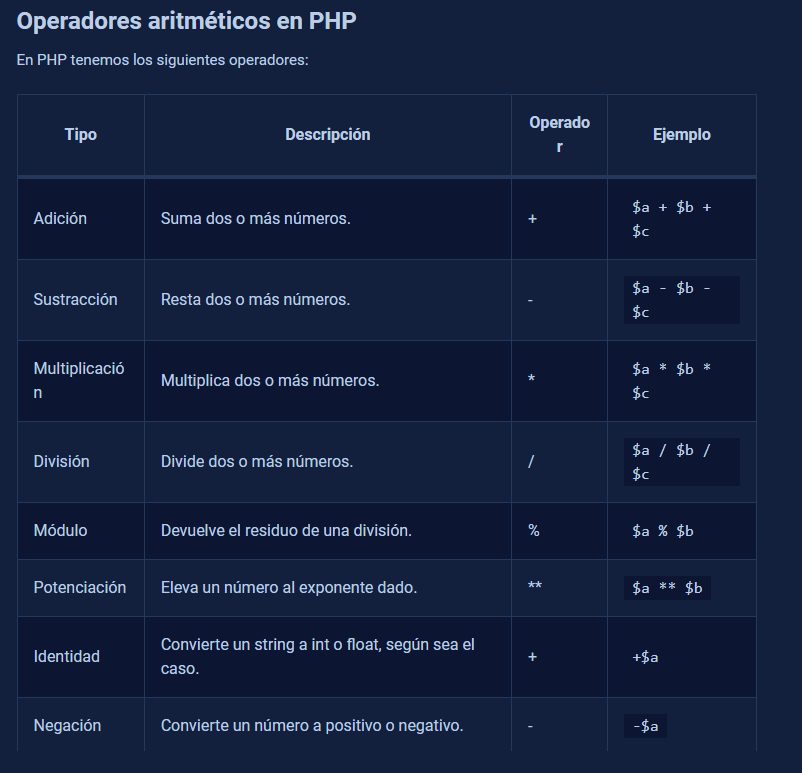 Operadores aritméticos en PHP
En PHP tenemos los siguientes operadores:
Tipo
Descripción
Operado
r
Ejemplo
Adición
Suma dos o más números.
+
$a + $b +
$c
Sustracción
Resta dos o más números.
-
$a - $b -
$c
Multiplicació
n
Multiplica dos o más números.
*
$a * $b *
$c
División
Divide dos o más números.
/
$a / $b /
$c
Módulo
Devuelve el residuo de una división.
%
$a % $b
Potenciación
Eleva un número al exponente dado.
**
$a ** $b
Identidad
Convierte un string a int o float, según sea el
caso.
+
+$a
Negación
Convierte un número a positivo o negativo.
-
-$a